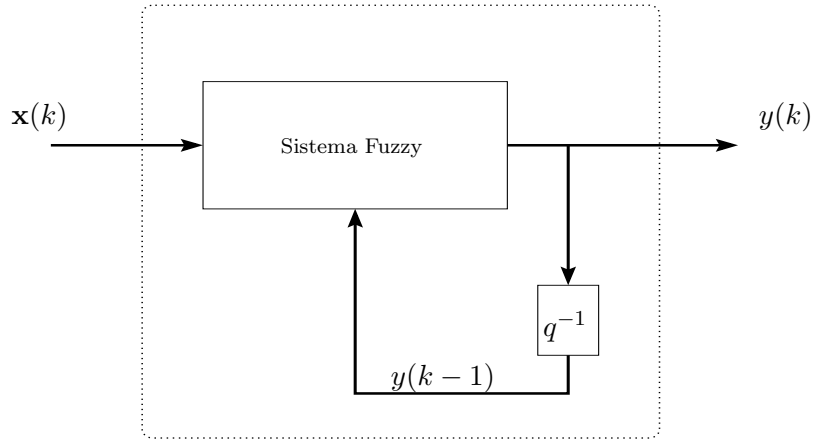 x(k)
y(k)
Sistema Fuzzy
q⁻¹
y(k − 1)